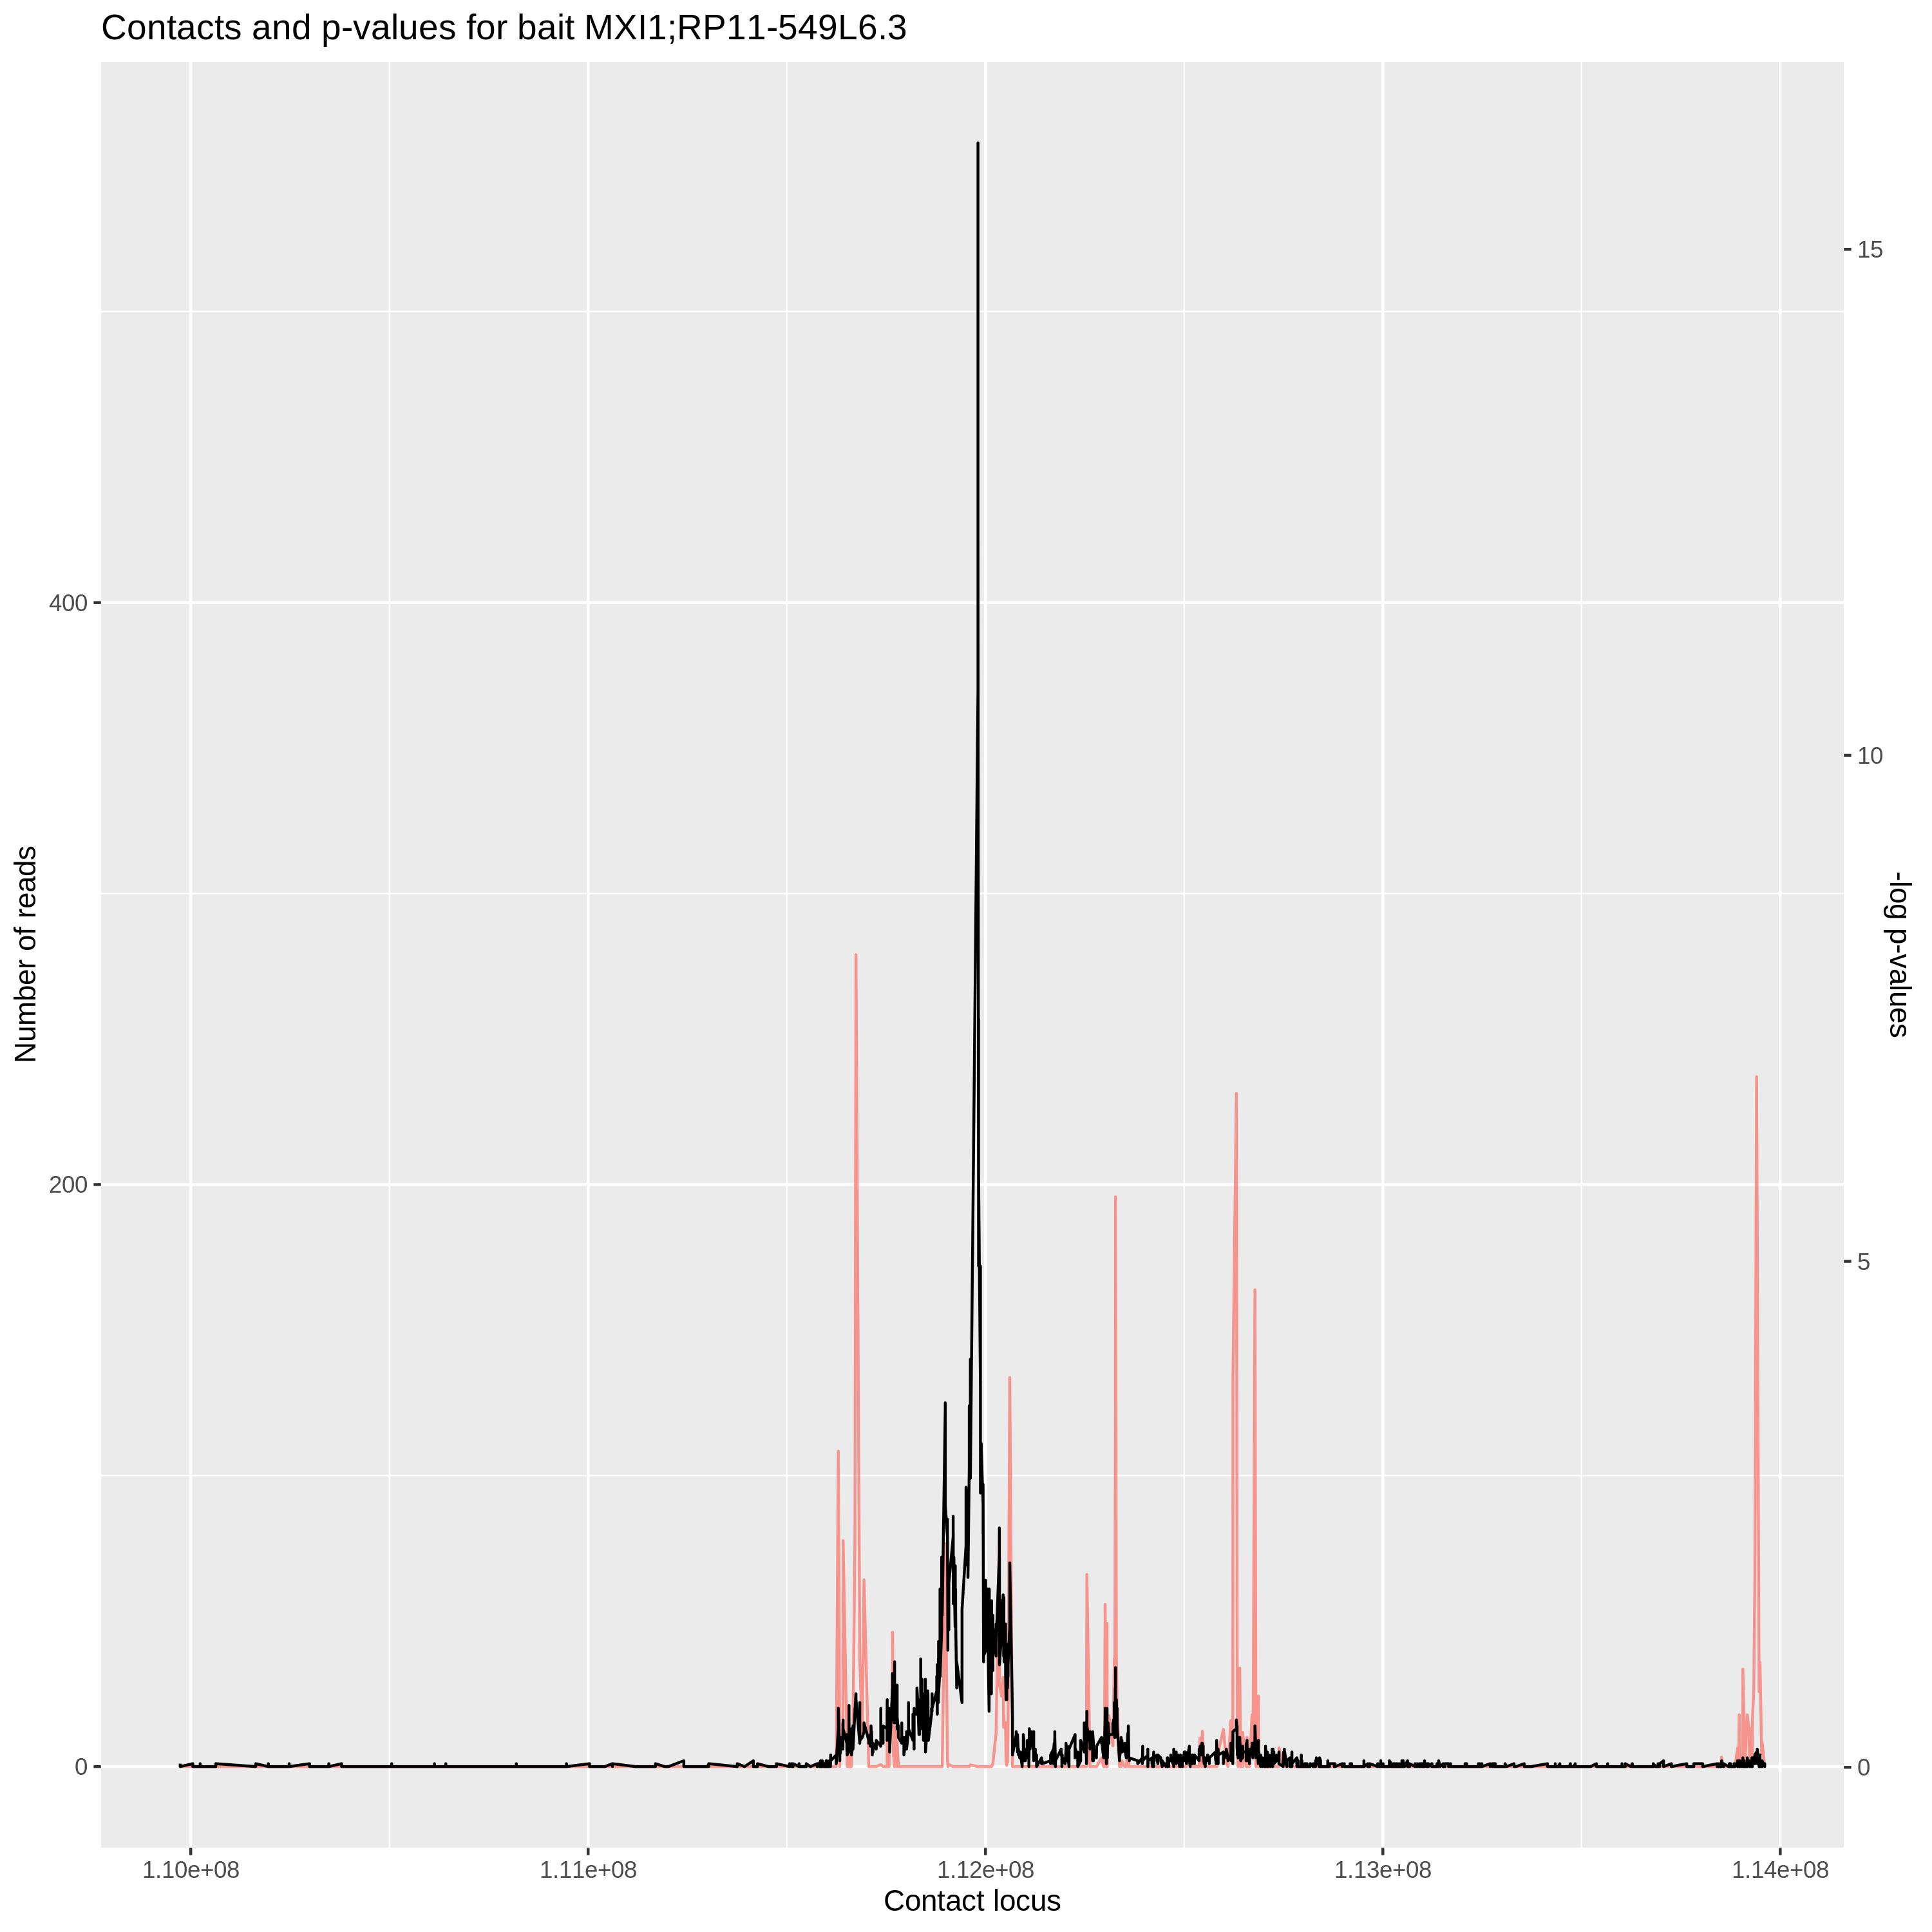 Contacts and p-values for bait MXI1;RP11-549L6.3
Number of reads
400
200
0
15
10
5
0
-log p-values
1.10e+08
1.11e+08
1.12e+08
1.13e+08
1.14e+08
Contact locus